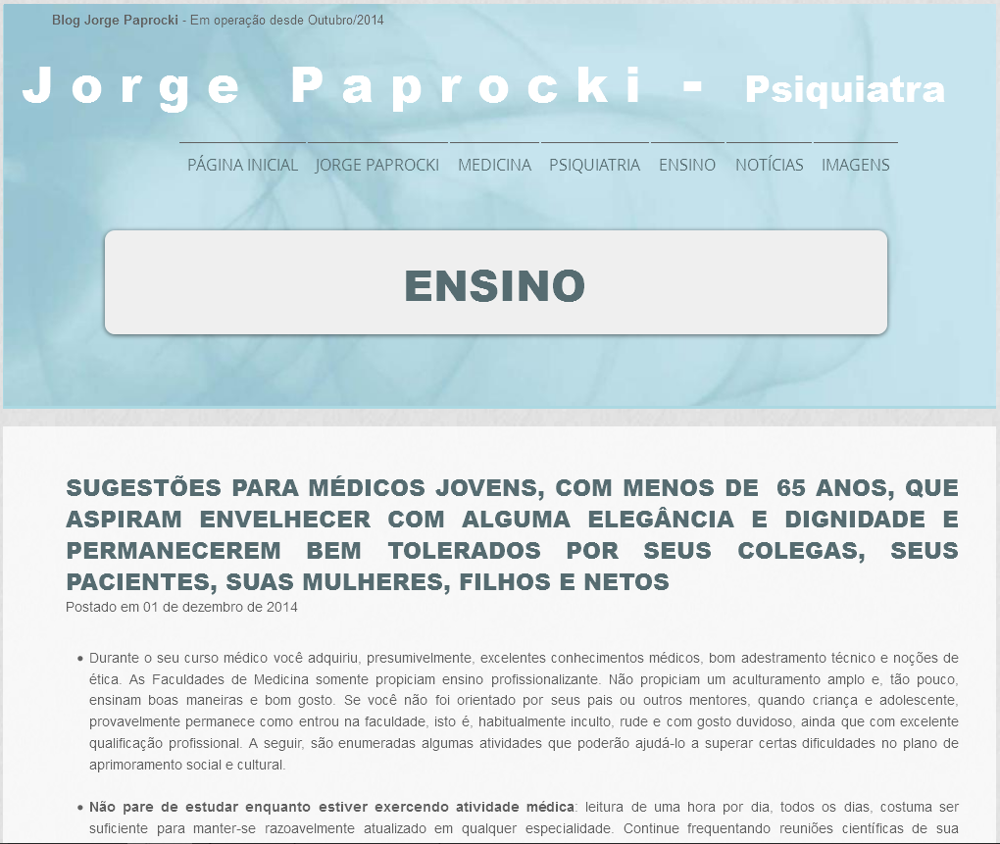 Blog Jorge Paprocki - Em operação desde Outubro/2014
Jorge Paprocki - Psiquiatra
PÁGINA INICIAL JORGE PAPROCKI MEDICINA PSIQUIATRIA ENSINO NOTÍCIAS IMAGENS
ENSINO
SUGESTÕES PARA MÉDICOS JOVENS, COM MENOS DE 65 ANOS, QUE
ASPIRAM ENVELHECER COM ALGUMA ELEGÂNCIA E DIGNIDADE E
PERMANECEREM BEM TOLERADOS POR SEUS COLEGAS, SEUS
PACIENTES, SUAS MULHERES, FILHOS E NETOS
Postado em 01 de dezembro de 2014
• Durante o seu curso médico você adquiriu, presumivelmente, excelentes conhecimentos médicos, bom adestramento técnico e noções de
ética. As Faculdades de Medicina somente propiciam ensino profissionalizante. Não propiciam um aculturamento amplo e, tão pouco,
ensinam boas maneiras e bom gosto. Se você não foi orientado por seus pais ou outros mentores, quando criança e adolescente,
provavelmente permanece como entrou na faculdade, isto é, habitualmente inculto, rude e com gosto duvidoso, ainda que com excelente
qualificação profissional. A seguir, são enumeradas algumas atividades que poderão ajudá-lo a superar certas dificuldades no plano de
aprimoramento social e cultural.
• Não pare de estudar enquanto estiver exercendo atividade médica: leitura de uma hora por dia, todos os dias, costuma ser
suficiente para manter-se razoavelmente atualizado em qualquer especialidade. Continue frequentando reuniões científicas de sua